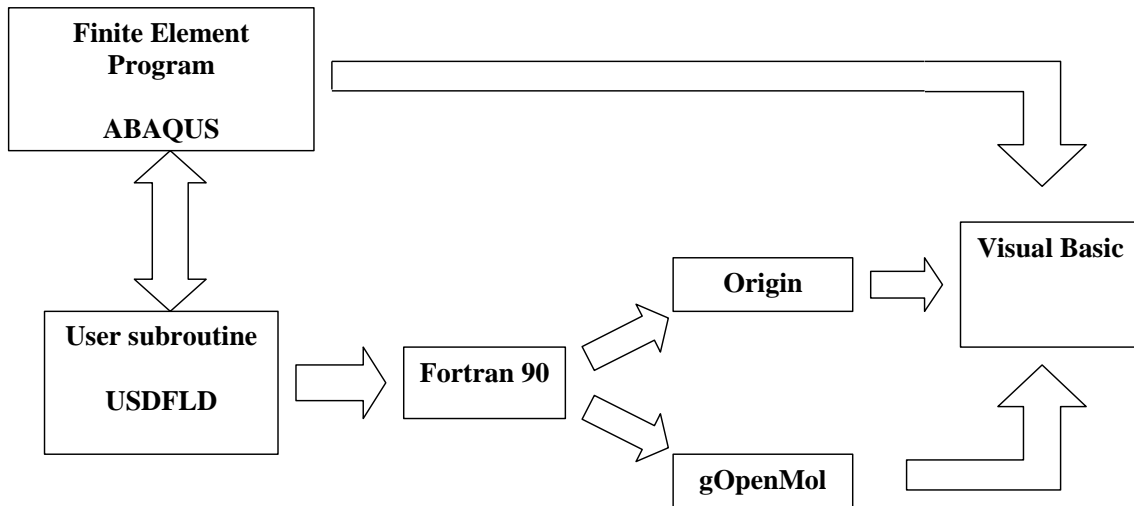 Finite Element
Program
ABAQUS
Visual Basic
Origin
User subroutine
USDFLD
Fortran 90
gOpenMol